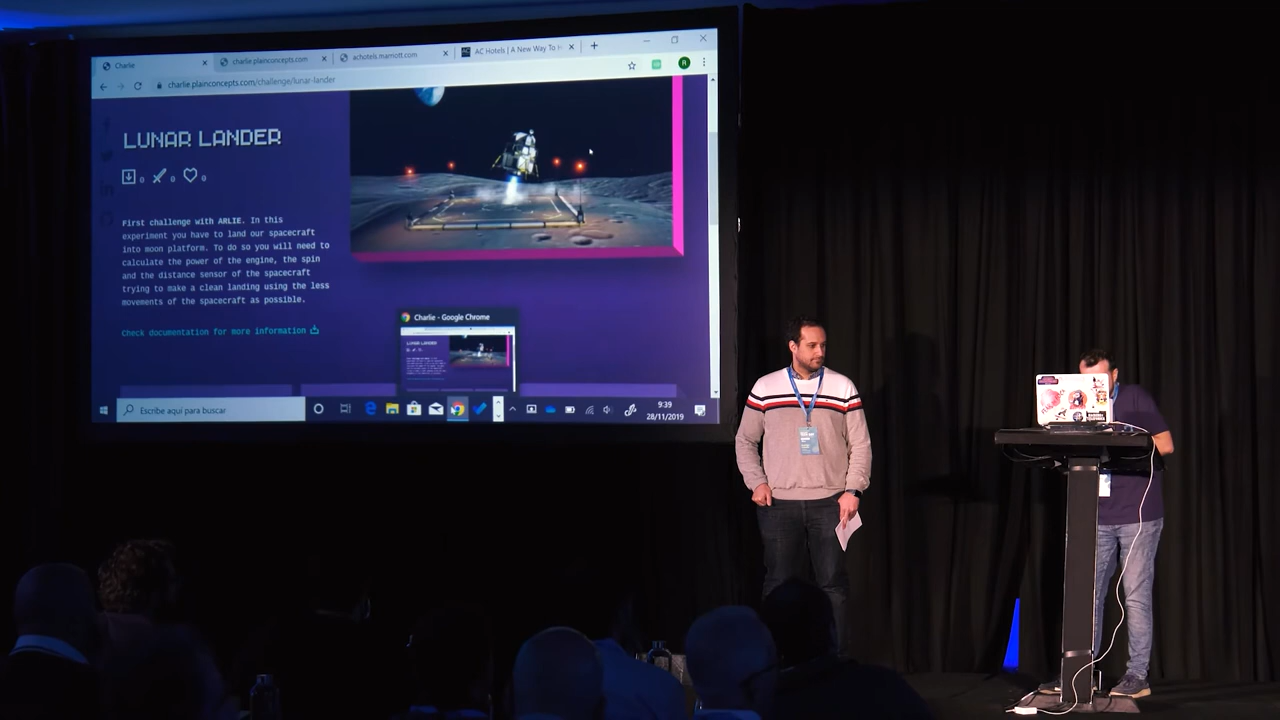 Charlie
charlie.plainconcepts.com
achotels.marriott.com
AC Hotels | A New Way To H
charlie.plainconcepts.com/challenge/lunar-lander
LUNAR LANDER
0 0 0
First challenge with ARLIE. In this
experiment you have to land our spacecraft
into moon platform. To do so you will need to
calculate the power of the engine, the spin
and the distance sensor of the spacecraft
trying to make a clean landing using the less
movements of the spacecraft as possible.
Check documentation for more information
Charlie - Google Chrome
LUNAR LANDER
Escribe aquí para buscar
9:39
28/11/2019